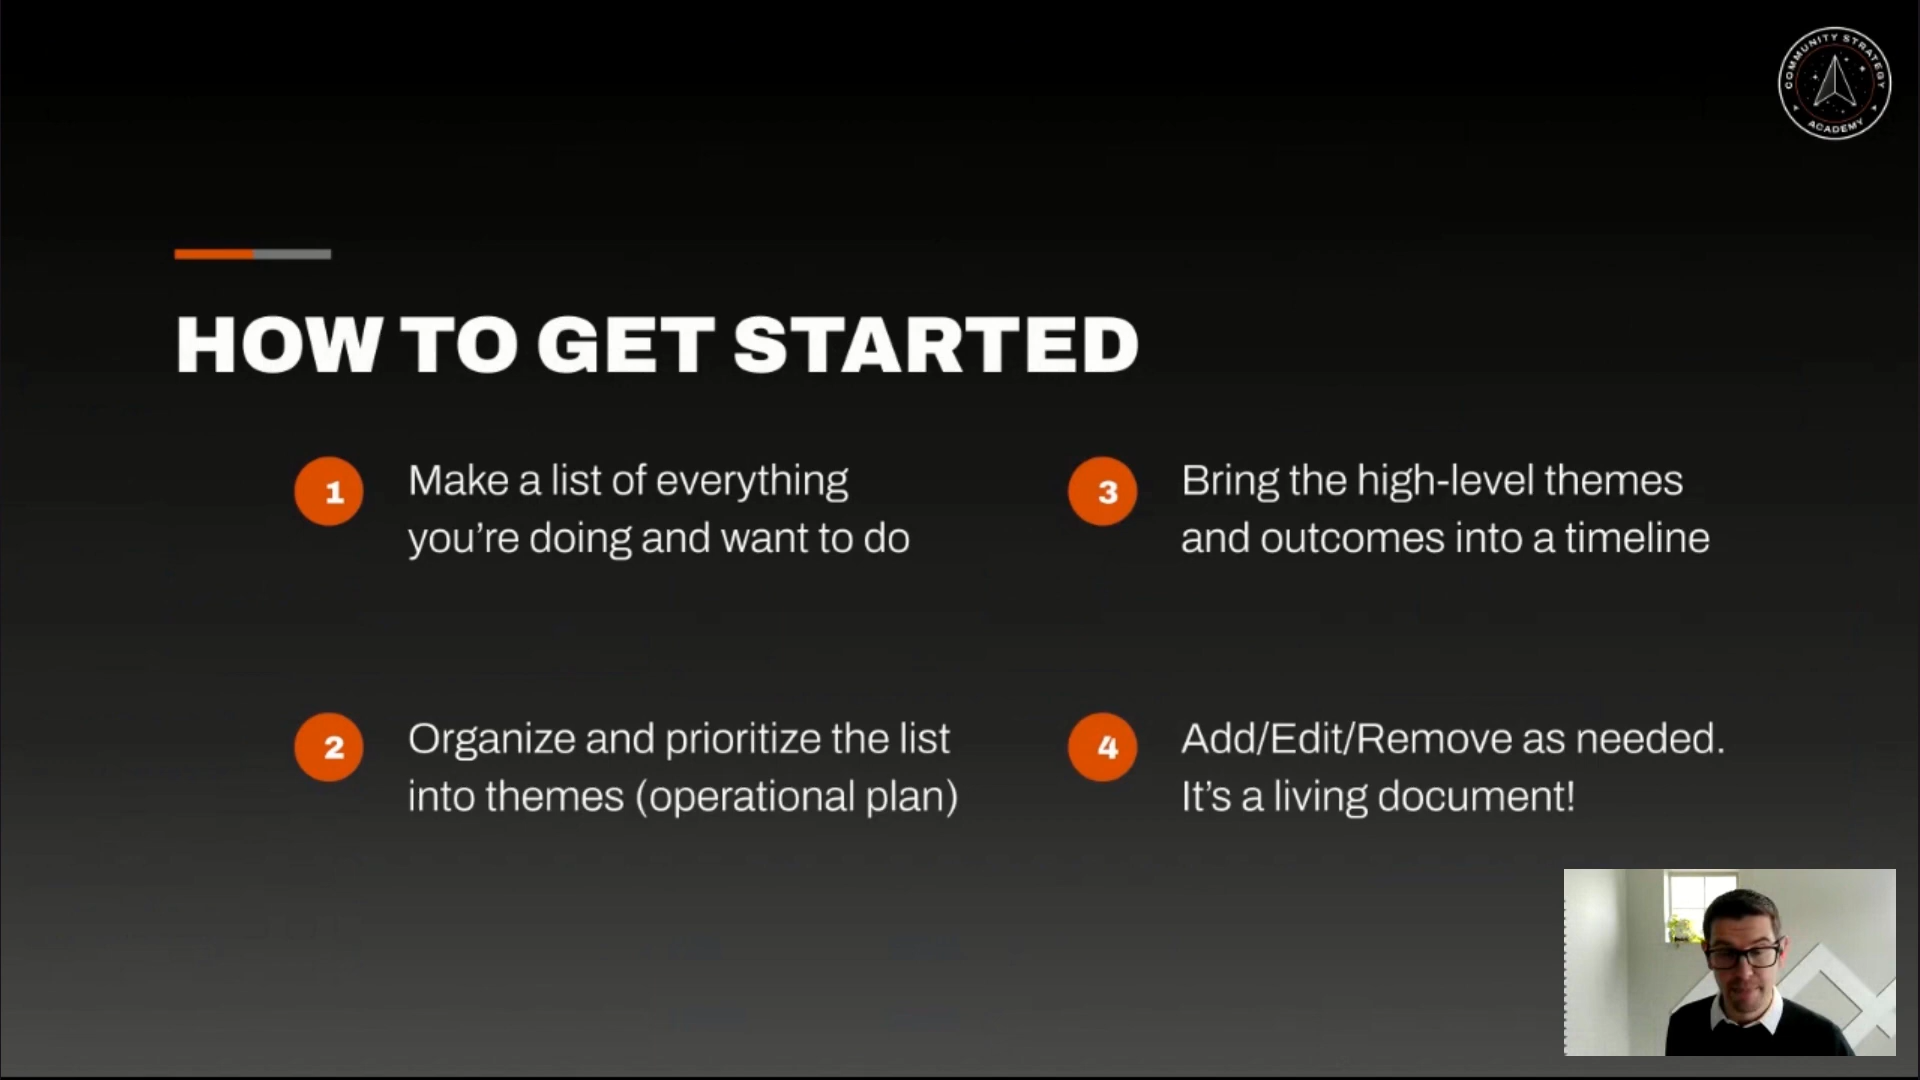 COMMUNITY STRATEGY
ACADEMY
HOW TO GET STARTED
1
Make a list of everything
you’re doing and want to do
2
Organize and prioritize the list
into themes (operational plan)
3
Bring the high-level themes
and outcomes into a timeline
4
Add/Edit/Remove as needed.
It’s a living document!